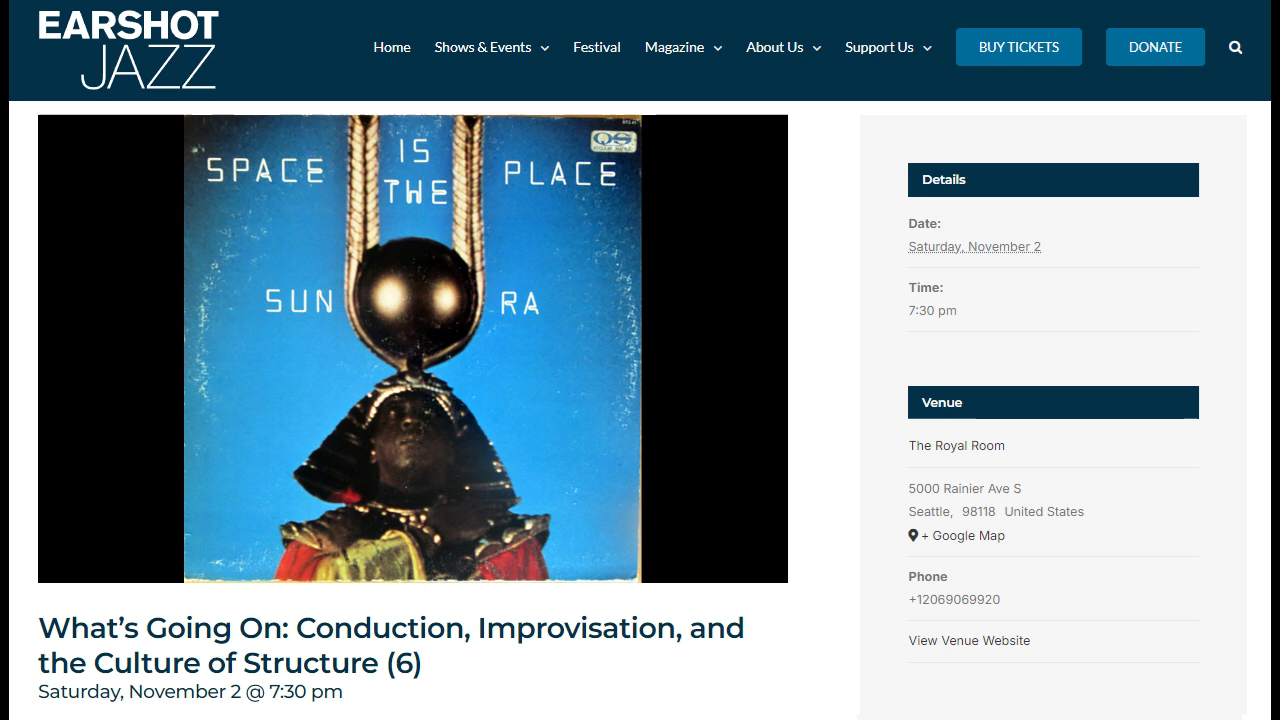 EARSHOT
JAZZ
Home Shows & Events Festival Magazine About Us Support Us BUY TICKETS DONATE
SPACE IS THE PLACE
SUN RA
QS
What’s Going On: Conduction, Improvisation, and
the Culture of Structure (6)
Saturday, November 2 @ 7:30 pm
Details
Date:
Saturday, November 2
Time:
7:30 pm
Venue
The Royal Room
5000 Rainier Ave S
Seattle, 98118 United States
+ Google Map
Phone
+12069069920
View Venue Website